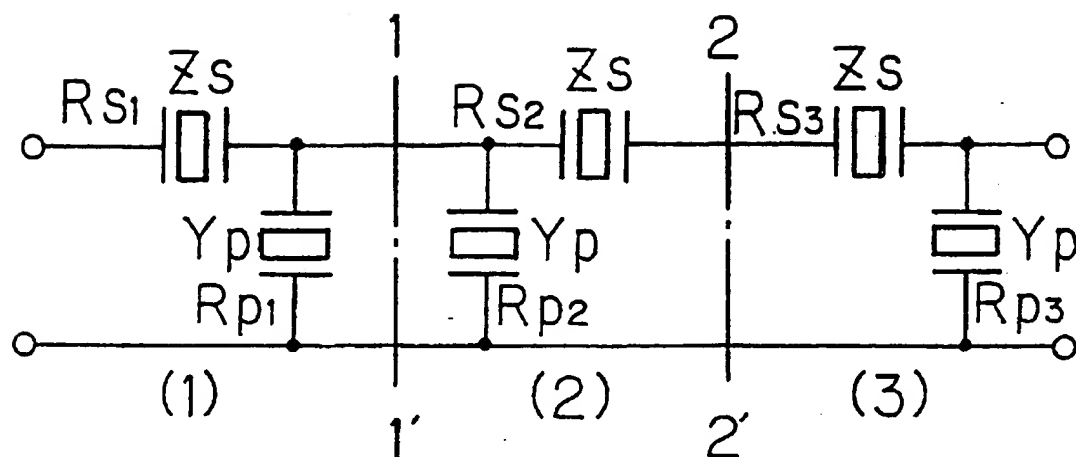 1 2
Zs Zs Zs
Rs1 Rs2 Rs3
Yp Yp Yp
Rp1 Rp2 Rp3
(1) (2) (3)
1′ 2′